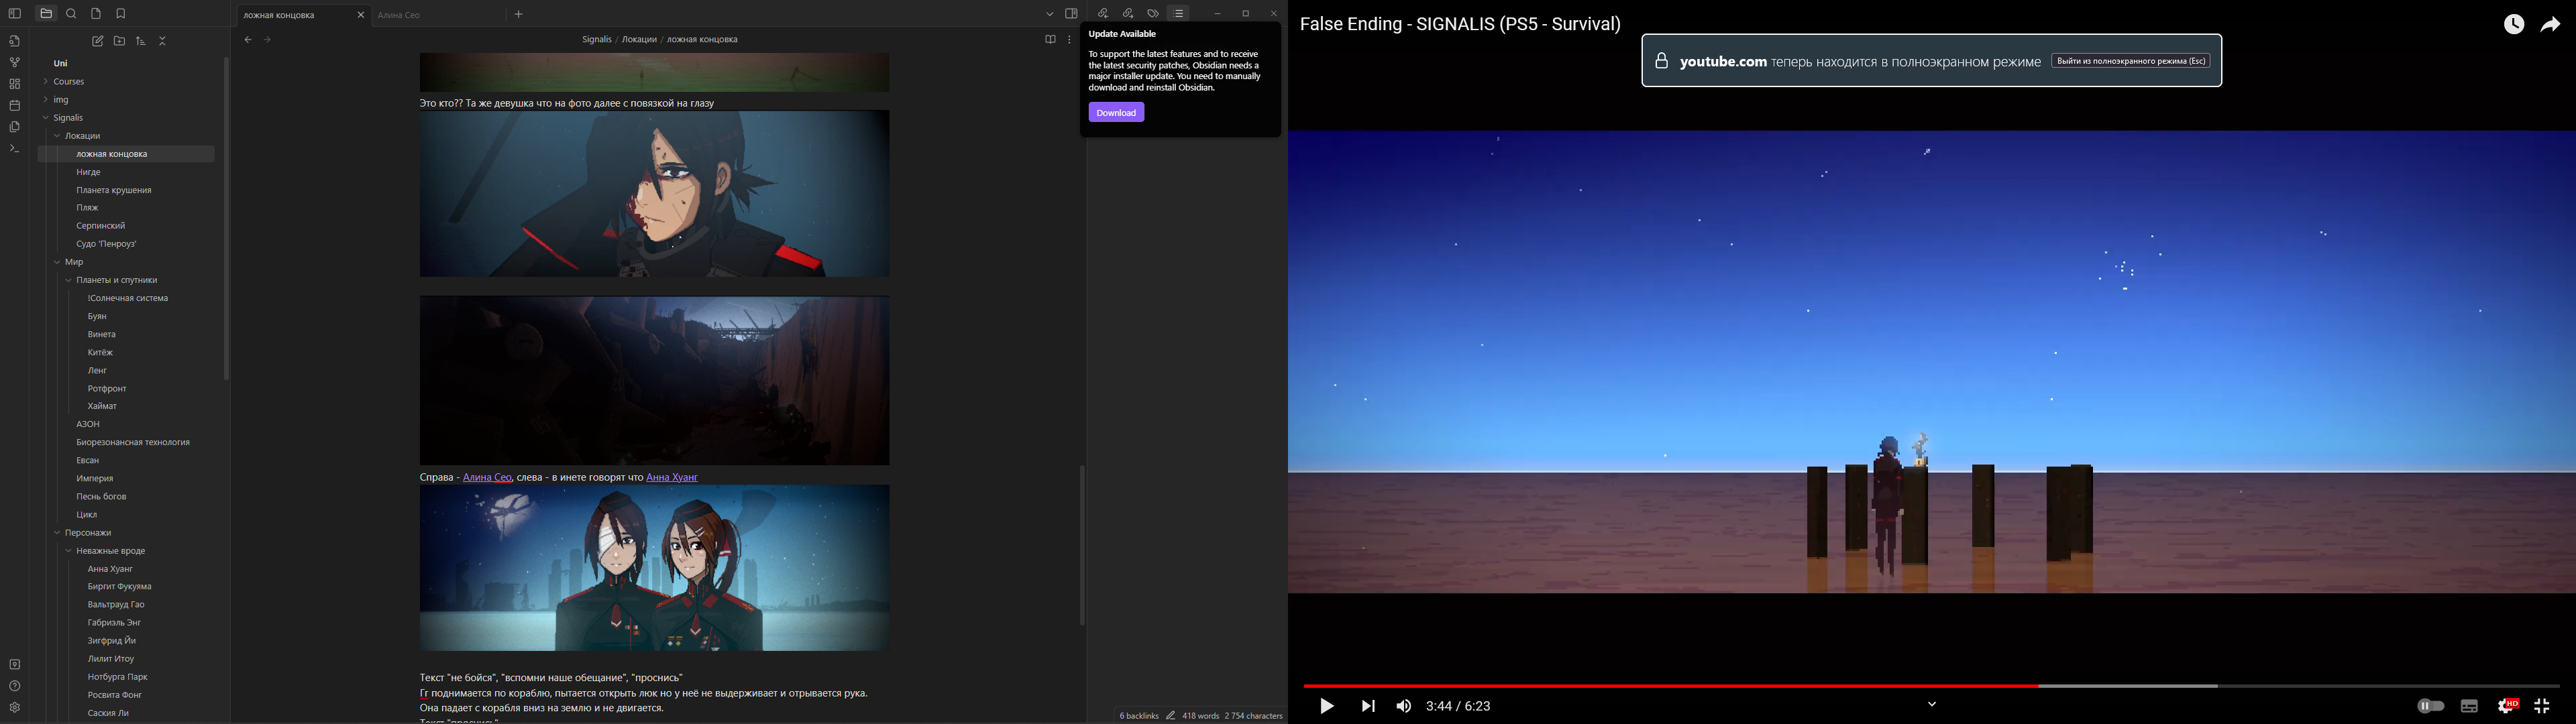 ложная концовка
Алина Сео
Signalis / Локации / ложная концовка
Uni
Courses
img
Signalis
Локации
ложная концовка
Нигде
Планета крушения
Пляж
Серпинский
Судо 'Пенроуз'
Мир
Планеты и спутники
!Солнечная система
Буян
Винета
Китёж
Ленг
Ротфронт
Хаймат
АЗОН
Биорезонансная технология
Евсан
Империя
Песнь богов
Цикл
Персонажи
Неважные вроде
Анна Хуанг
Биргит Фукуяма
Вальтрауд Гао
Габриэль Энг
Зигфрид Йи
Лилит Итоу
Нотбурга Парк
Росвита Фонг
Саския Ли
Это кто?? Та же девушка что на фото далее с повязкой на глазу
Справа - Алина Сео, слева - в инете говорят что Анна Хуанг
Текст "не бойся", "вспомни наше обещание", "проснись"
Гг поднимается по кораблю, пытается открыть люк но у неё не выдерживает и отрывается рука.
Она падает с корабля вниз на землю и не двигается.
Текст "проснись"
Update Available
To support the latest features and to receive
the latest security patches, Obsidian needs a
major installer update. You need to manually
download and reinstall Obsidian.
Download
6 backlinks 418 words 2 754 characters
False Ending - SIGNALIS (PS5 - Survival)
youtube.com теперь находится в полноэкранном режиме
Выйти из полноэкранного режима (Esc)
3:44 / 6:23
HD